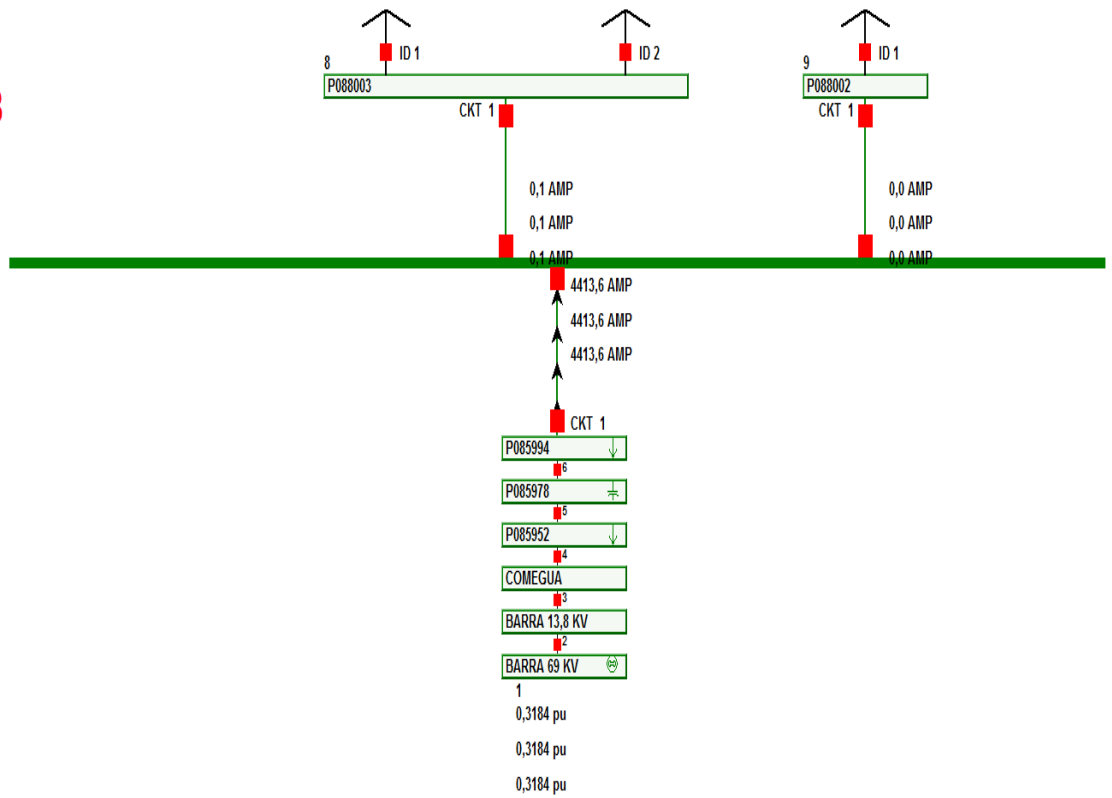 ID 1
ID 2
ID 1
8
9
P088003
P088002
CKT 1
CKT 1
0,1 AMP
0,0 AMP
0,1 AMP
0,0 AMP
0,1 AMP
0,0 AMP
4413,6 AMP
4413,6 AMP
4413,6 AMP
CKT 1
P085994
6
P085978
5
P085952
4
COMEGUA
3
BARRA 13,8 KV
2
BARRA 69 KV
1
0,3184 pu
0,3184 pu
0,3184 pu